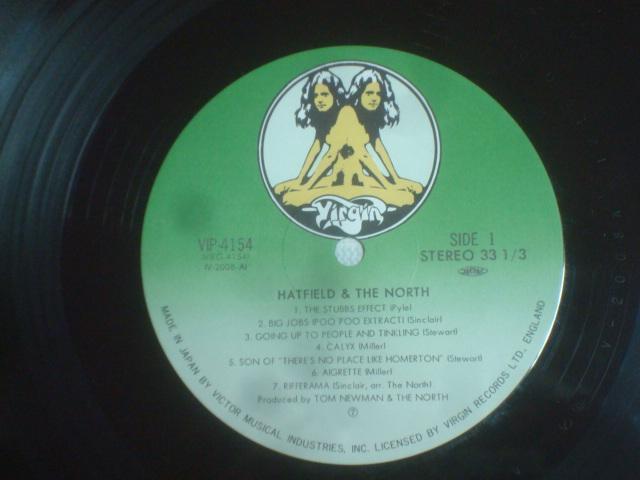 Virgin
VIP-4154
(VIEG-4154)
IV-2008-AI
SIDE 1
STEREO 33 1/3
HATFIELD & THE NORTH
1. THE STUBBS EFFECT (Pyle)
2. BIG JOBS (POO POO EXTRACT) (Sinclair)
3. GOING UP TO PEOPLE AND TINKLING (Stewart)
4. CALYX (Miller)
5. SON OF "THERE'S NO PLACE LIKE HOMERTON" (Stewart)
6. AIGRETTE (Miller)
7. RIFFERAMA (Sinclair, arr. The North)
Produced by TOM NEWMAN & THE NORTH
MADE IN JAPAN BY VICTOR MUSICAL INDUSTRIES, INC. LICENSED BY VIRGIN RECORDS LTD. ENGLAND